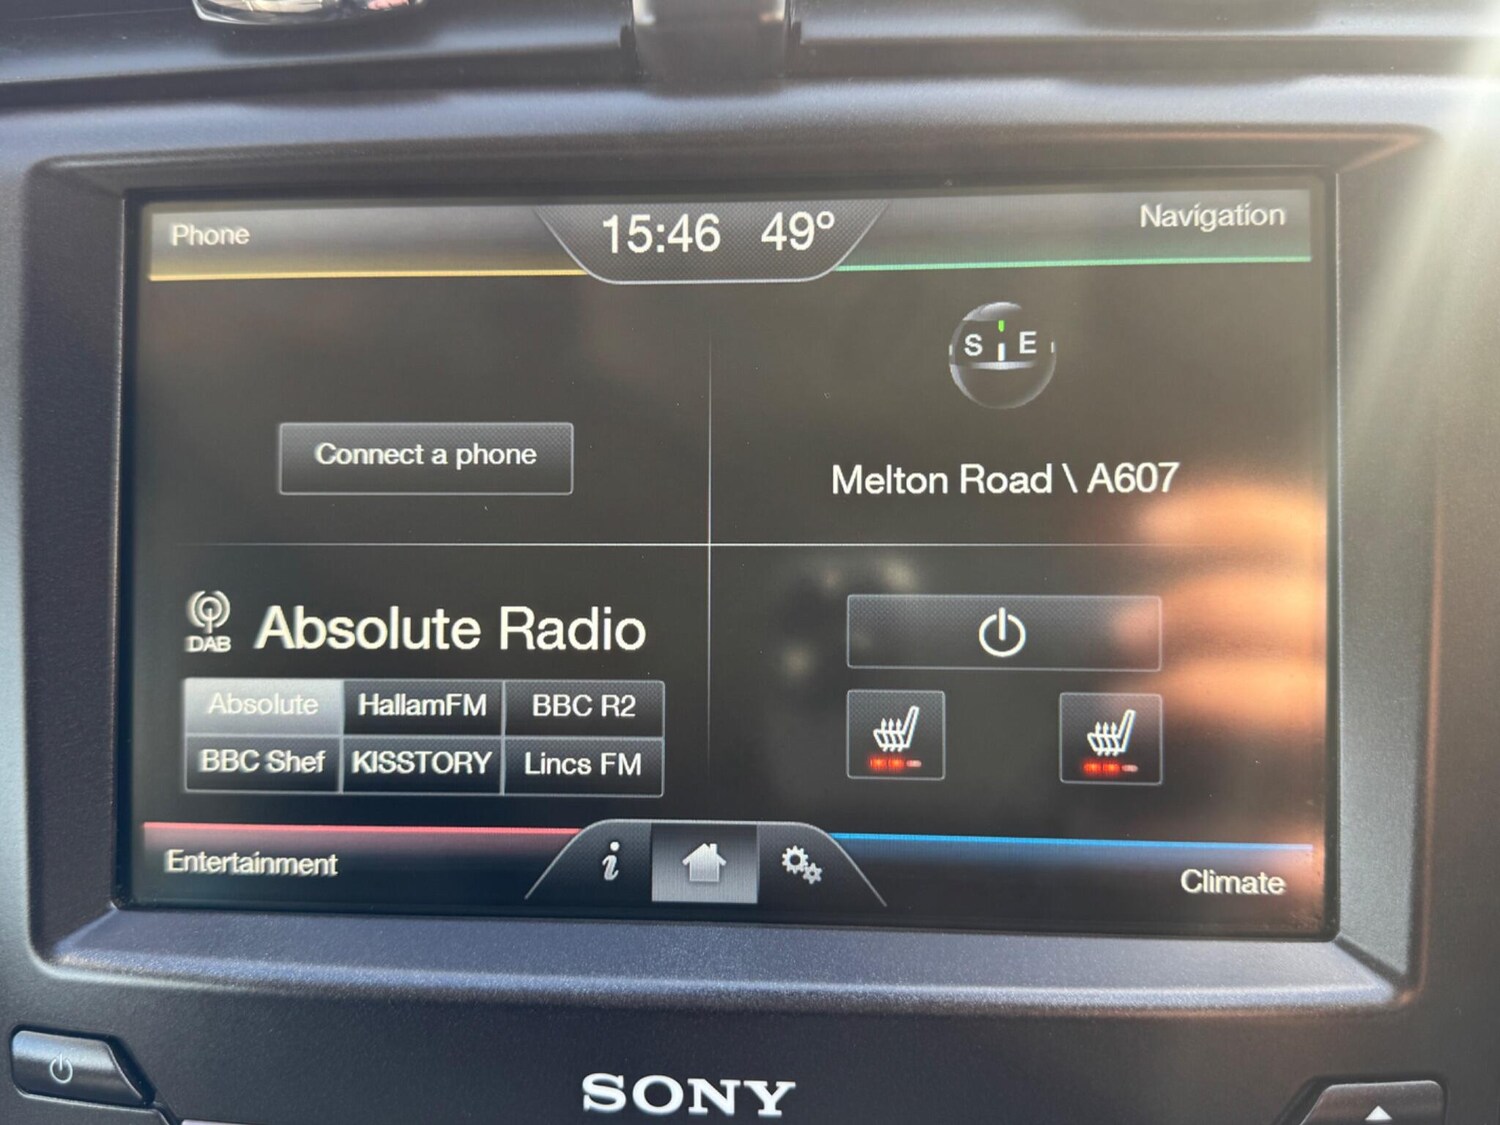 Phone
15:46 49°
Navigation
S E
Connect a phone
Melton Road \ A607
DAB
Absolute Radio
Absolute HallamFM BBC R2
BBC Shef KISSTORY Lincs FM
Entertainment
i
Climate
SONY